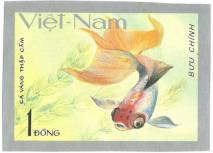 Việt-Nam
CÁ VÀNG THẬP CẨM
BƯU CHÍNH
1 ĐỒNG